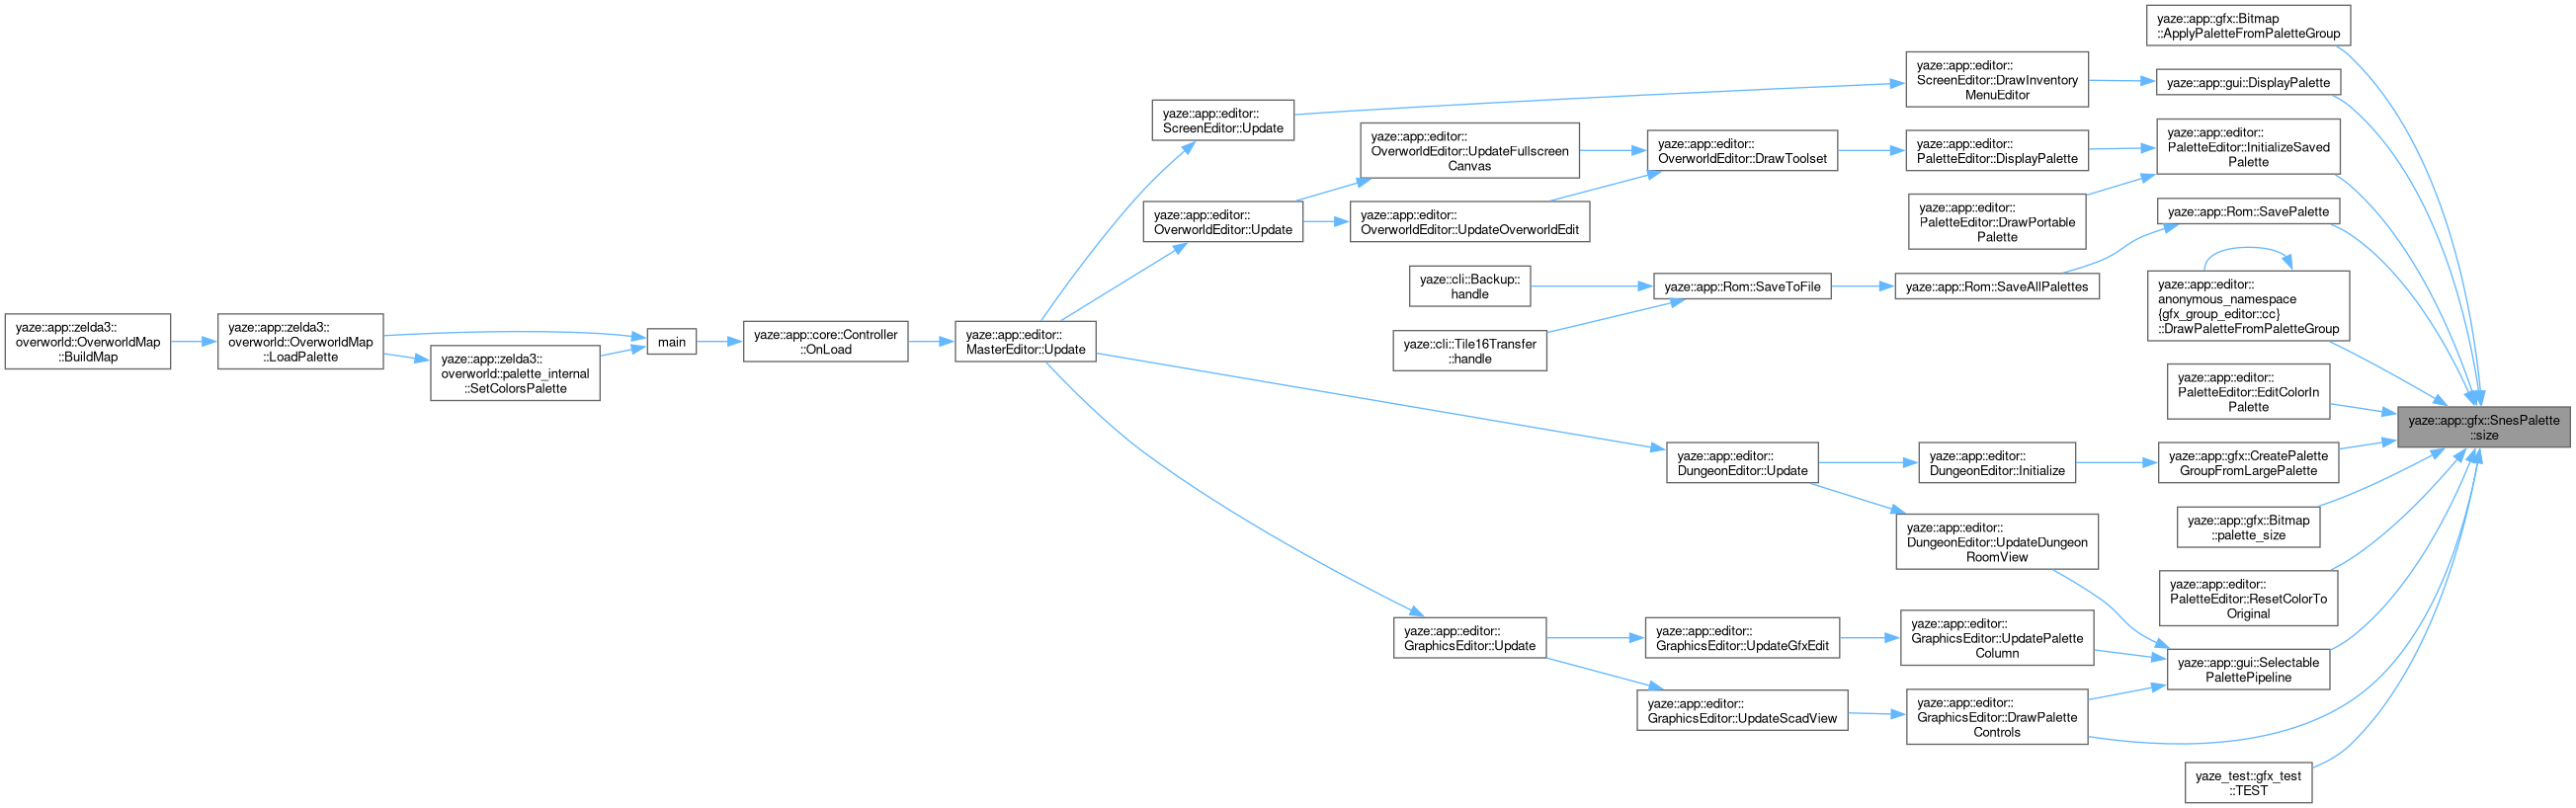 yaze::app::gfx::Bitmap
::ApplyPaletteFromPaletteGroup
yaze::app::editor::
ScreenEditor::DrawInventory
MenuEditor
yaze::app::gui::DisplayPalette
yaze::app::editor::
ScreenEditor::Update
yaze::app::editor::
OverworldEditor::UpdateFullscreen
Canvas
yaze::app::editor::
OverworldEditor::DrawToolset
yaze::app::editor::
PaletteEditor::DisplayPalette
yaze::app::editor::
PaletteEditor::InitializeSaved
Palette
yaze::app::editor::
OverworldEditor::Update
yaze::app::editor::
OverworldEditor::UpdateOverworldEdit
yaze::app::editor::
PaletteEditor::DrawPortable
Palette
yaze::app::Rom::SavePalette
yaze::cli::Backup::
handle
yaze::app::Rom::SaveToFile
yaze::app::Rom::SaveAllPalettes
yaze::app::editor::
anonymous_namespace
{gfx_group_editor::cc}
::DrawPaletteFromPaletteGroup
yaze::app::zelda3::
overworld::OverworldMap
::BuildMap
yaze::app::zelda3::
overworld::OverworldMap
::LoadPalette
yaze::app::zelda3::
overworld::palette_internal
::SetColorsPalette
main
yaze::app::core::Controller
::OnLoad
yaze::app::editor::
MasterEditor::Update
yaze::cli::Tile16Transfer
::handle
yaze::app::editor::
PaletteEditor::EditColorIn
Palette
yaze::app::gfx::SnesPalette
::size
yaze::app::editor::
DungeonEditor::Update
yaze::app::editor::
DungeonEditor::Initialize
yaze::app::gfx::CreatePalette
GroupFromLargePalette
yaze::app::editor::
DungeonEditor::UpdateDungeon
RoomView
yaze::app::gfx::Bitmap
::palette_size
yaze::app::editor::
PaletteEditor::ResetColorTo
Original
yaze::app::editor::
GraphicsEditor::Update
yaze::app::editor::
GraphicsEditor::UpdateGfxEdit
yaze::app::editor::
GraphicsEditor::UpdatePalette
Column
yaze::app::gui::Selectable
PalettePipeline
yaze::app::editor::
GraphicsEditor::UpdateScadView
yaze::app::editor::
GraphicsEditor::DrawPalette
Controls
yaze_test::gfx_test
::TEST